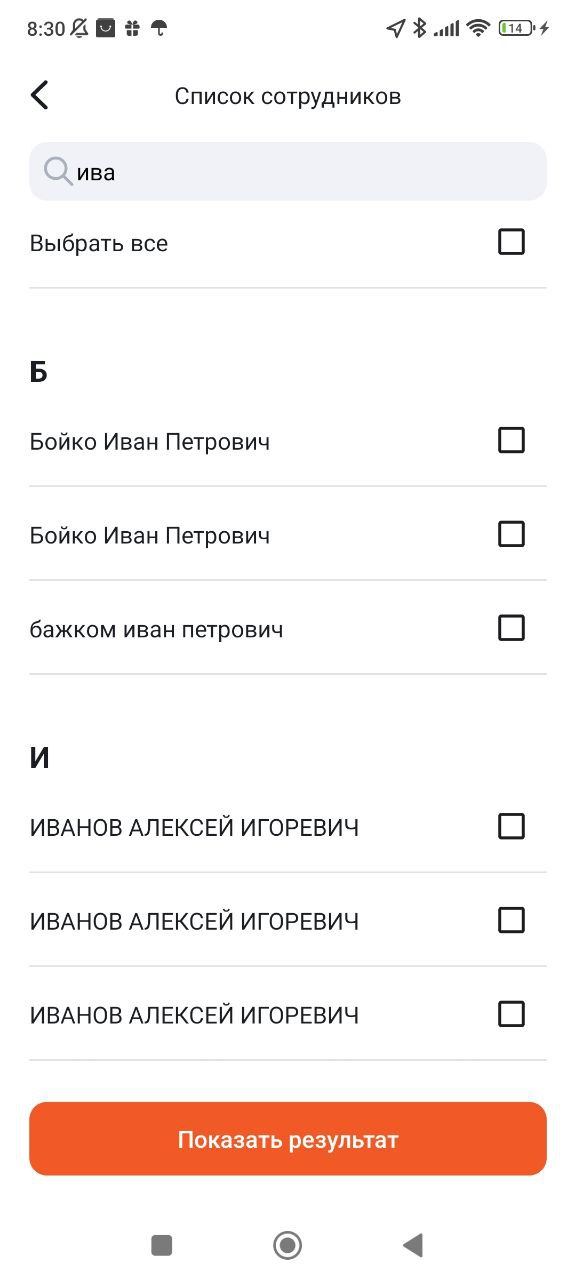 8:30
14
Список сотрудников
ива
Выбрать все
Б
Бойко Иван Петрович
Бойко Иван Петрович
бажком иван петрович
И
ИВАНОВ АЛЕКСЕЙ ИГОРЕВИЧ
ИВАНОВ АЛЕКСЕЙ ИГОРЕВИЧ
ИВАНОВ АЛЕКСЕЙ ИГОРЕВИЧ
Показать результат